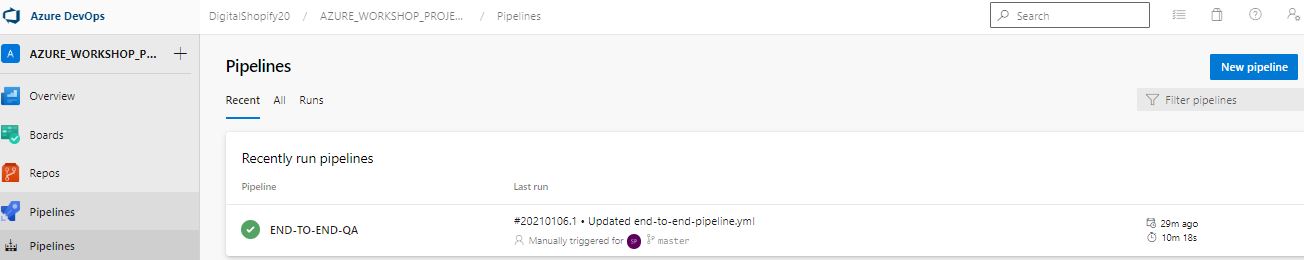 Azure DevOps
DigitalShopify20 / AZURE_WORKSHOP_PROJE... / Pipelines
Search
A AZURE_WORKSHOP_P... +
Overview
Boards
Repos
Pipelines
Pipelines
Pipelines
New pipeline
Recent All Runs
Filter pipelines
Recently run pipelines
Pipeline Last run
END-TO-END-QA
#20210106.1 • Updated end-to-end-pipeline.yml
Manually triggered for SP master
29m ago
10m 18s